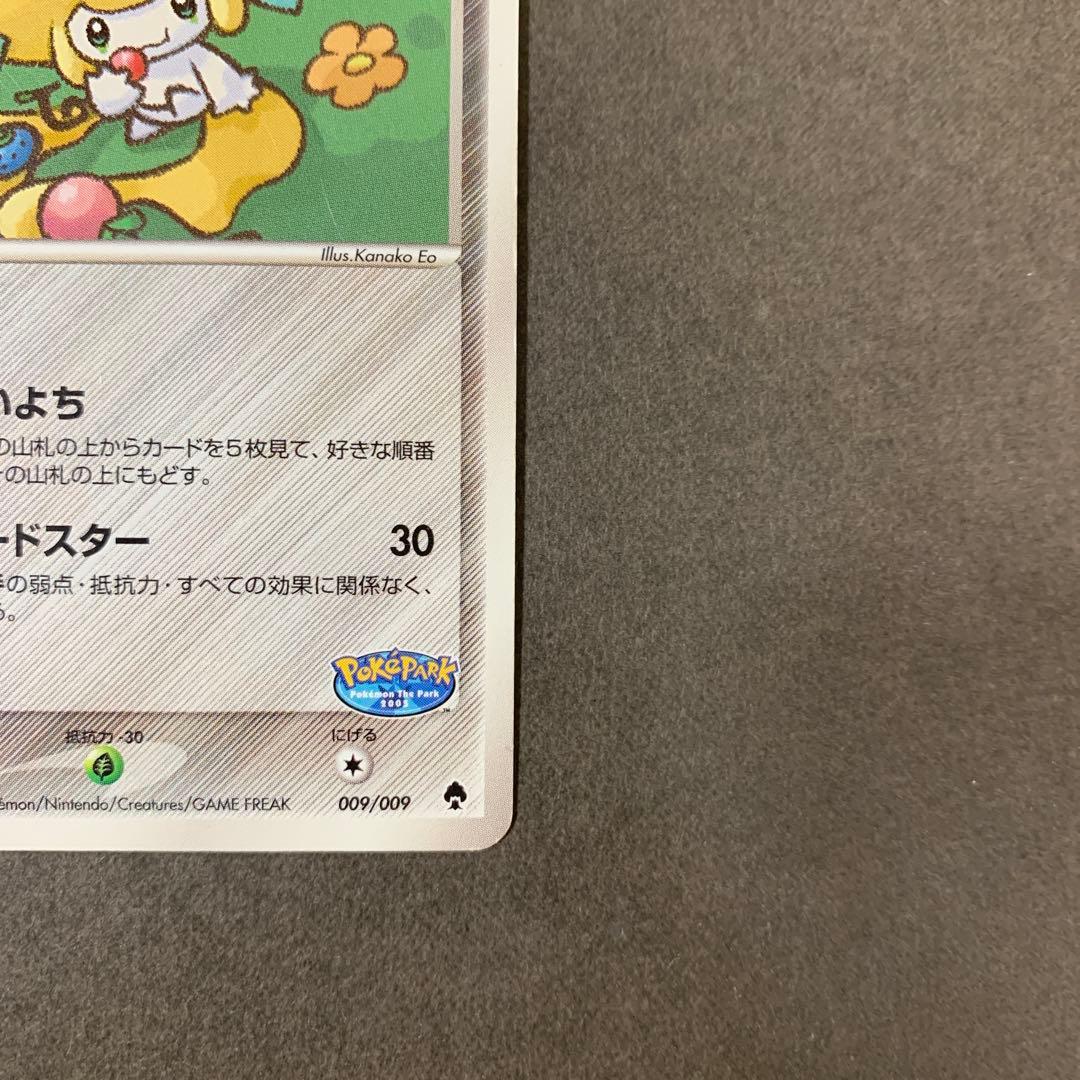 Illus.Kanako Eo
いよち
の山札の上からカードを5枚見て、好きな順番
の山札の上にもどす。
ードスター 30
の弱点・抵抗力・すべての効果に関係なく、
る。
POKÉPARK
Pokémon The Park
2005
™
抵抗力 -30 にげる
émon/Nintendo/Creatures/GAME FREAK 009/009